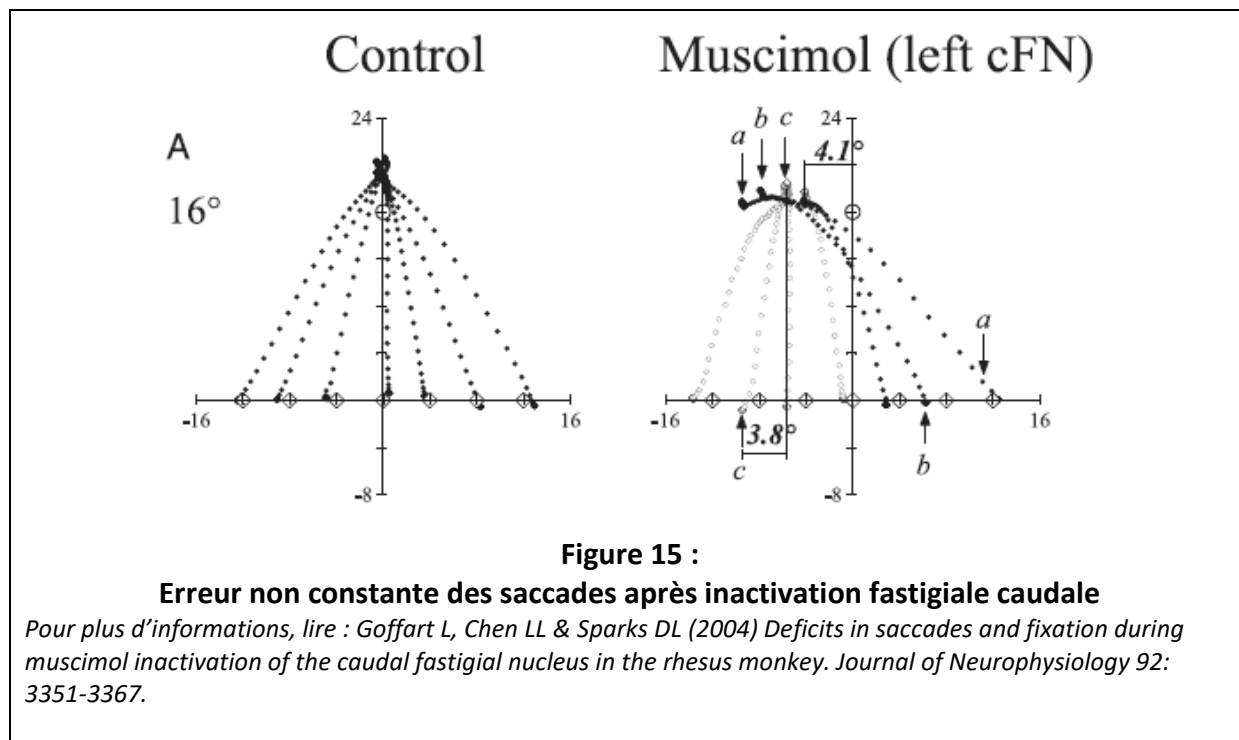 Control
Muscimol (left cFN)
A
16°
24
-16
16
-8
24
a
b
c
4.1°
a
-16
16
3.8°
c
b
-8
Figure 15 :
Erreur non constante des saccades après inactivation fastigiale caudale
Pour plus d’informations, lire : Goffart L, Chen LL & Sparks DL (2004) Deficits in saccades and fixation during
muscimol inactivation of the caudal fastigial nucleus in the rhesus monkey. Journal of Neurophysiology 92:
3351-3367.